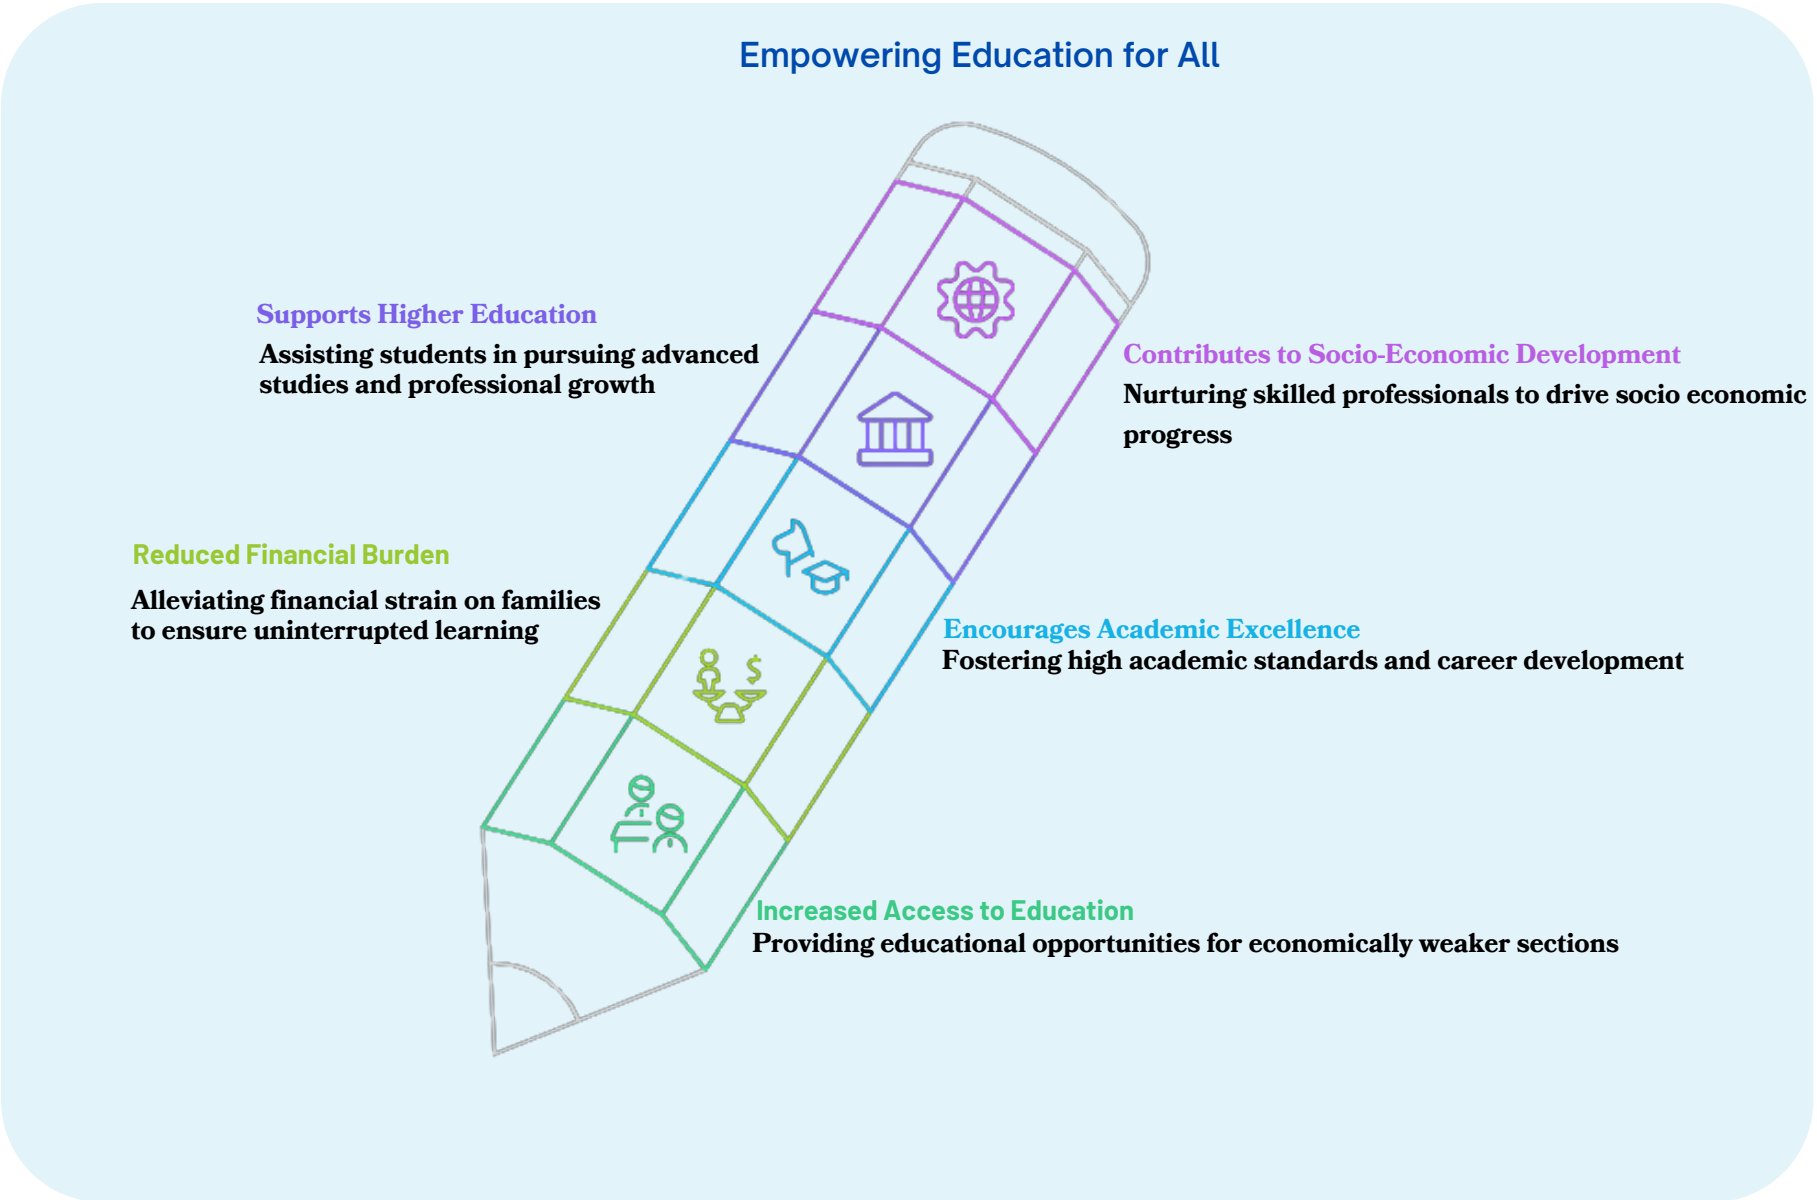 Empowering Education for All
Supports Higher Education
Assisting students in pursuing advanced
studies and professional growth
Contributes to Socio-Economic Development
Nurturing skilled professionals to drive socio economic
progress
Reduced Financial Burden
Alleviating financial strain on families
to ensure uninterrupted learning
Encourages Academic Excellence
Fostering high academic standards and career development
$
Increased Access to Education
Providing educational opportunities for economically weaker sections